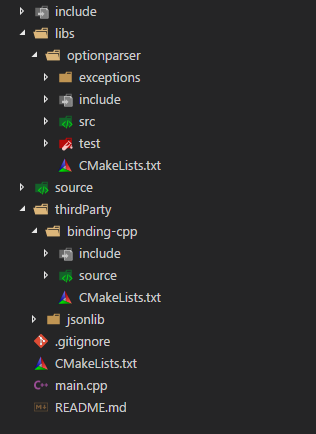 include
libs
optionparser
exceptions
include
src
test
CMakeLists.txt
source
thirdParty
binding-cpp
include
source
CMakeLists.txt
jsonlib
.gitignore
CMakeLists.txt
main.cpp
README.md